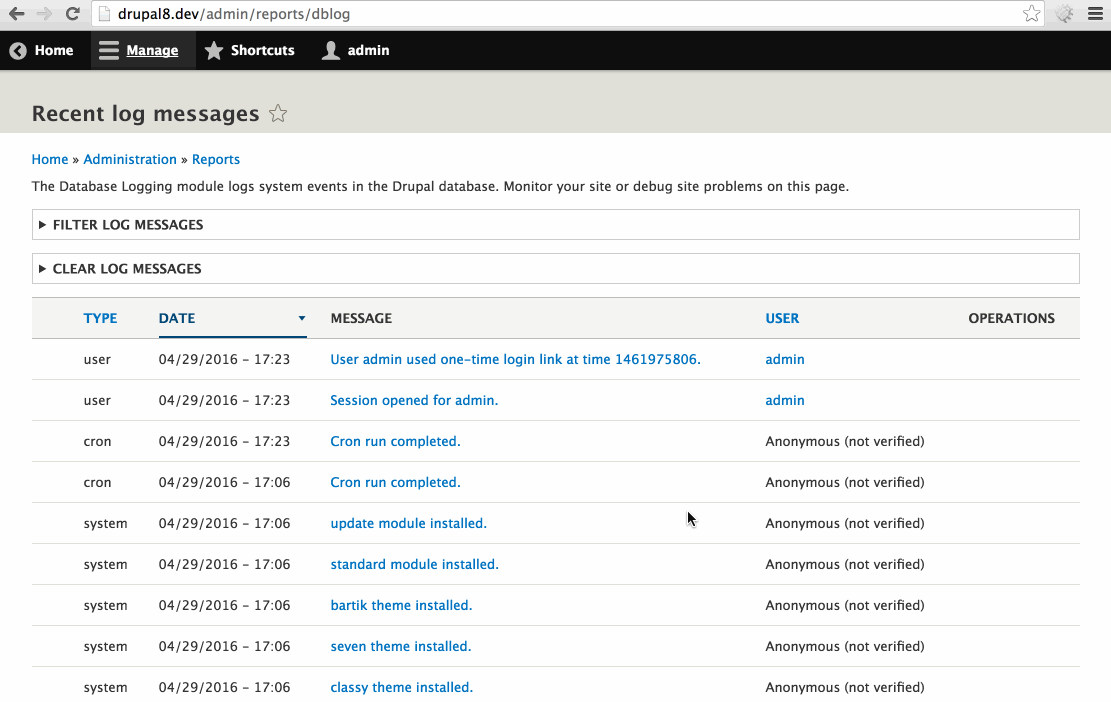 drupal8.dev/admin/reports/dblog
Home Manage Shortcuts admin
Recent log messages
Home » Administration » Reports
The Database Logging module logs system events in the Drupal database. Monitor your site or debug site problems on this page.
FILTER LOG MESSAGES
CLEAR LOG MESSAGES
TYPE DATE MESSAGE USER OPERATIONS
user 04/29/2016 - 17:23 User admin used one-time login link at time 1461975806. admin
user 04/29/2016 - 17:23 Session opened for admin. admin
cron 04/29/2016 - 17:23 Cron run completed. Anonymous (not verified)
cron 04/29/2016 - 17:06 Cron run completed. Anonymous (not verified)
system 04/29/2016 - 17:06 update module installed. Anonymous (not verified)
system 04/29/2016 - 17:06 standard module installed. Anonymous (not verified)
system 04/29/2016 - 17:06 bartik theme installed. Anonymous (not verified)
system 04/29/2016 - 17:06 seven theme installed. Anonymous (not verified)
system 04/29/2016 - 17:06 classy theme installed. Anonymous (not verified)